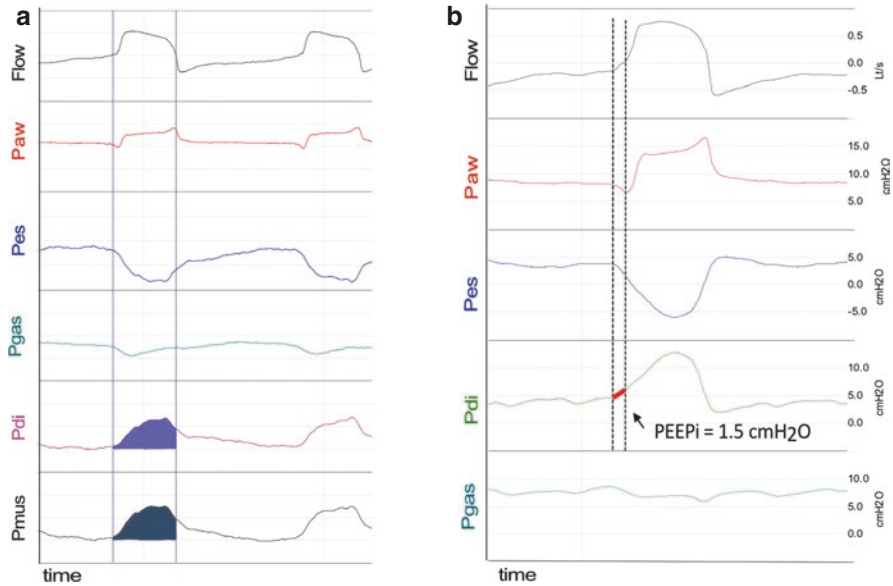 a
Flow
Paw
Pes
Pgas
Pdi
Pmus
time
b
Flow
0.5
0.0
-0.5
Lt/s
Paw
15.0
10.0
5.0
cmH2O
Pes
5.0
0.0
-5.0
cmH2O
Pdi
10.0
5.0
0.0
cmH2O
PEEPi = 1.5 cmH2O
Pgas
10.0
5.0
0.0
cmH2O
time